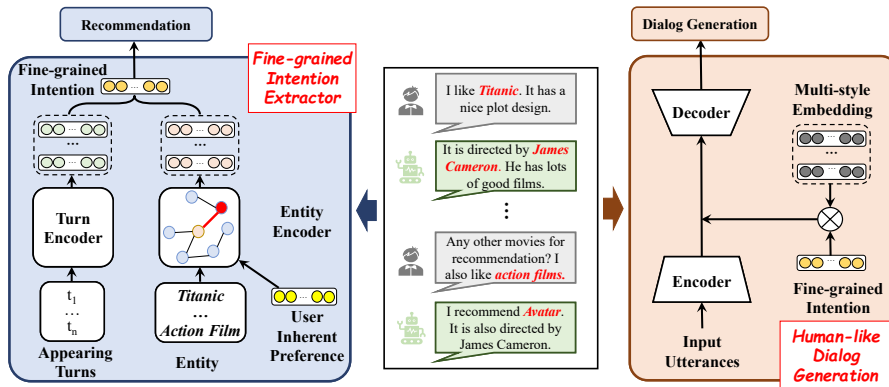 Recommendation
Fine-grained
Intention
Extractor
Fine-grained
Intention
...
...
...
...
...
Turn
Encoder
Entity
Encoder
t1
...
tn
Titanic
...
Action Film
...
Appearing
Turns
Entity
User
Inherent
Preference
I like Titanic. It has a
nice plot design.
It is directed by James
Cameron. He has lots
of good films.
...
Any other movies for
recommendation? I
also like action films.
I recommend Avatar.
It is also directed by
James Cameron.
Dialog Generation
Decoder
Multi-style
Embedding
...
...
...
Encoder
...
Fine-grained
Intention
Input
Utterances
Human-like
Dialog
Generation